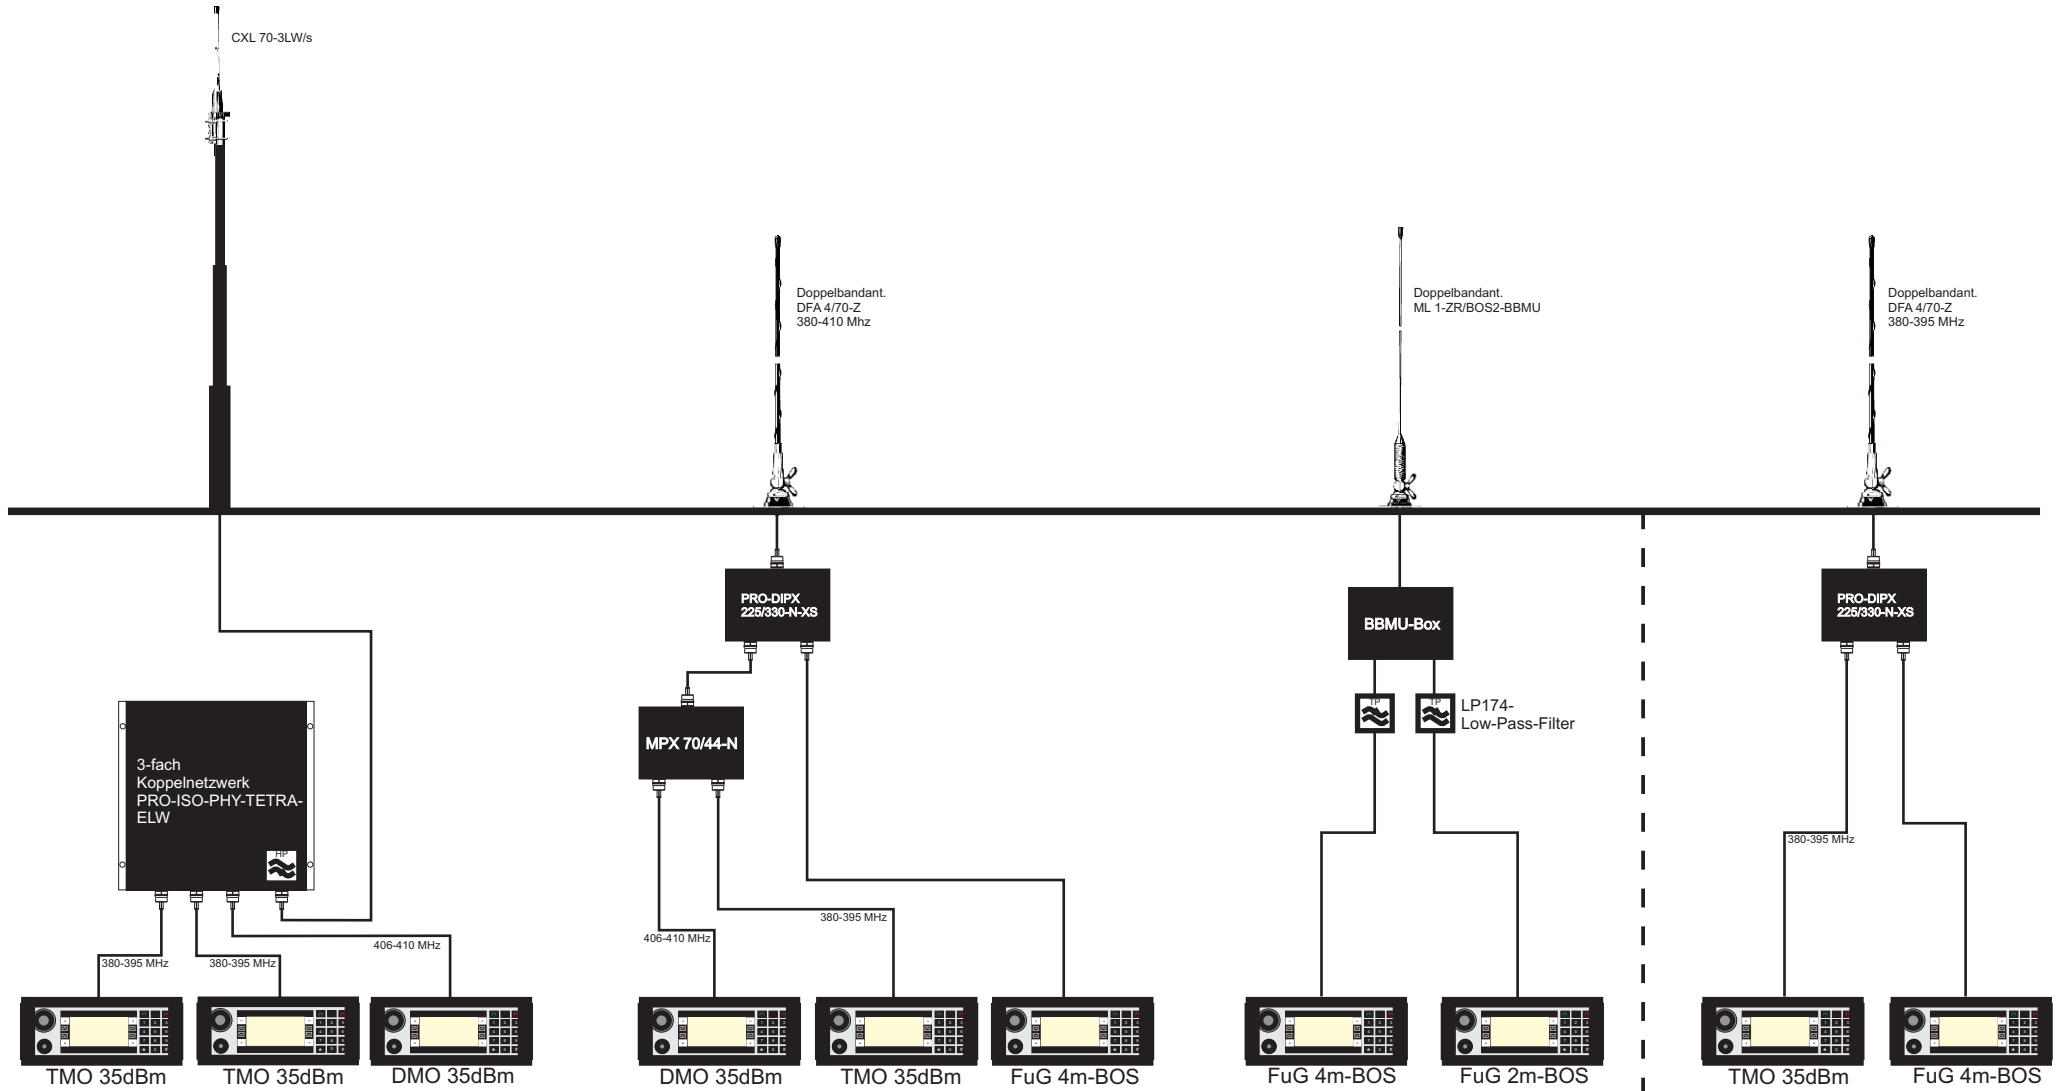 CXL 70-3LW/s
Doppelbandant.
DFA 4/70-Z
380-410 Mhz
Doppelbandant.
ML 1-ZR/BOS2-BBMU
Doppelbandant.
DFA 4/70-Z
380-395 MHz
PRO-DIPX
225/330-N-XS
BBMU-Box
PRO-DIPX
225/330-N-XS
TP
TP
LP174-
Low-Pass-Filter
MPX 70/44-N
3-fach
Koppelnetzwerk
PRO-ISO-PHY-TETRA-
ELW
HP
380-395 MHz
380-395 MHz
406-410 MHz
406-410 MHz
380-395 MHz
380-395 MHz
TMO 35dBm
TMO 35dBm
DMO 35dBm
DMO 35dBm
TMO 35dBm
FuG 4m-BOS
FuG 4m-BOS
FuG 2m-BOS
TMO 35dBm
FuG 4m-BOS